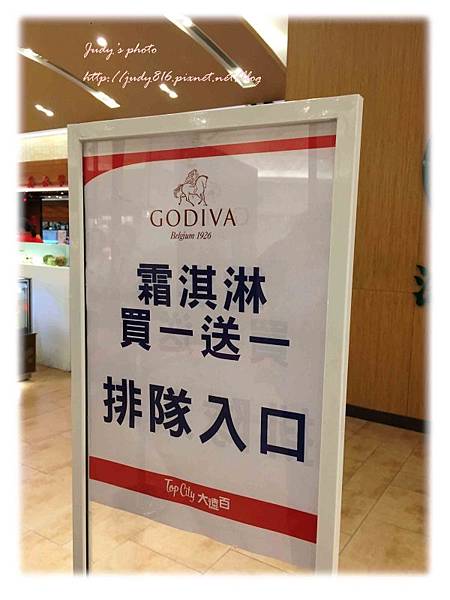 Judy's photo
http://judy816.pixnet.net/blog
GODIVA
Belgium 1926
霜淇淋
買一送一
排隊入口
Top City 大遠百